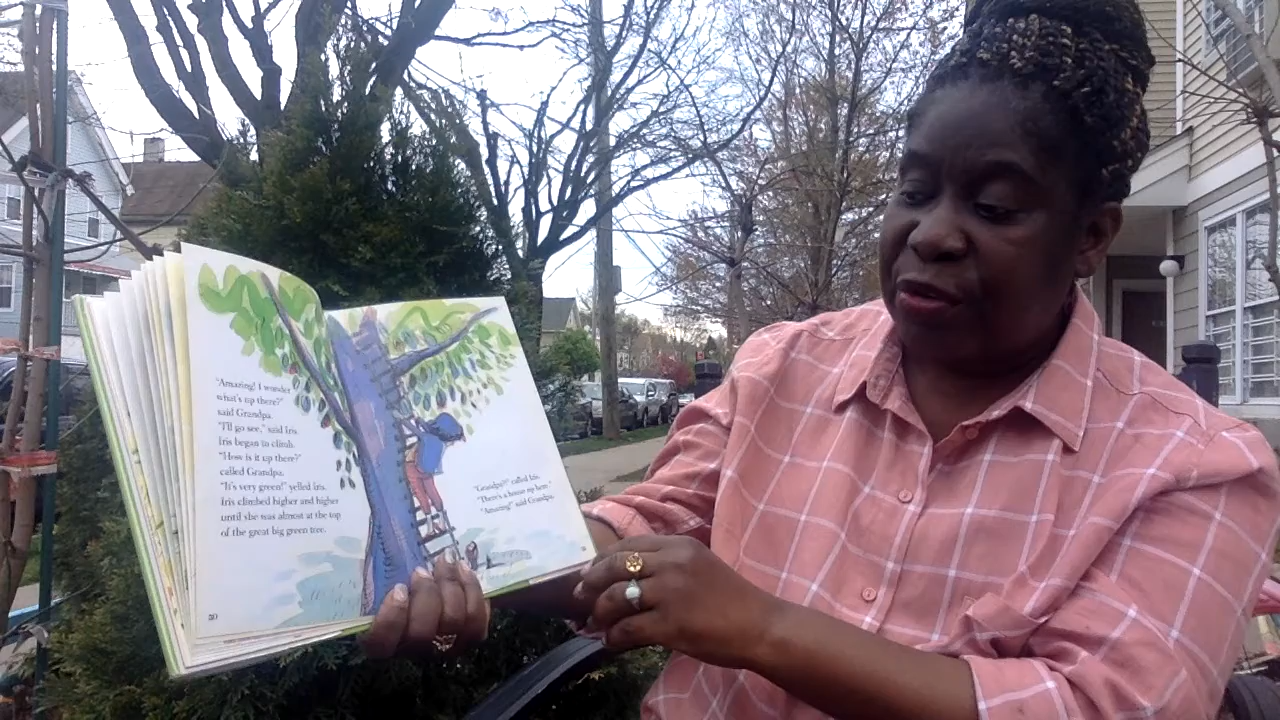 "Amazing! I wonder
what's up there?"
said Grandpa.
"I'll go see," said Iris.
Iris began to climb.
"How is it up there?"
called Grandpa.
"It's very green!" yelled Iris.
Iris climbed higher and higher
until she was almost at the top
of the great big green tree.
"Grandpa?" called Iris.
"There's a house up here."
"Amazing!" said Grandpa.
20